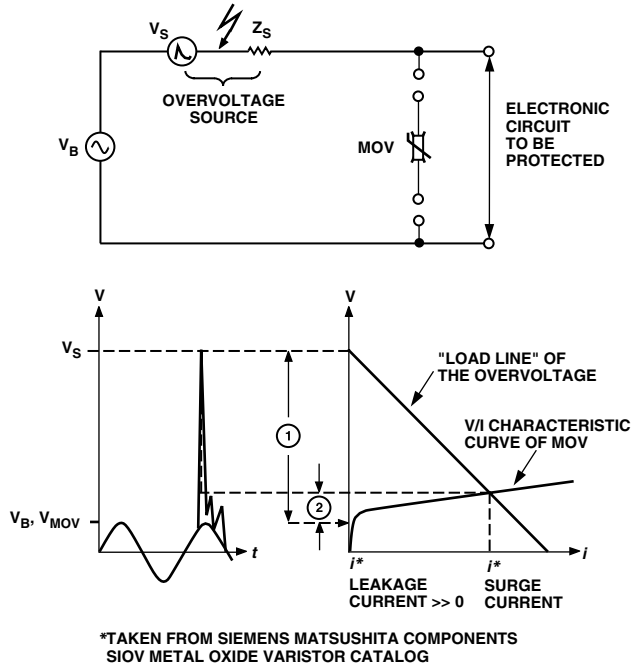 V_S
Z_S
OVERVOLTAGE
SOURCE
V_B
MOV
ELECTRONIC
CIRCUIT
TO BE
PROTECTED
V
V_S
V_B, V_MOV
t
1
2
V
"LOAD LINE" OF
THE OVERVOLTAGE
V/I CHARACTERISTIC
CURVE OF MOV
i
i*
LEAKAGE
CURRENT >> 0
i*
SURGE
CURRENT
*TAKEN FROM SIEMENS MATSUSHITA COMPONENTS
SIOV METAL OXIDE VARISTOR CATALOG